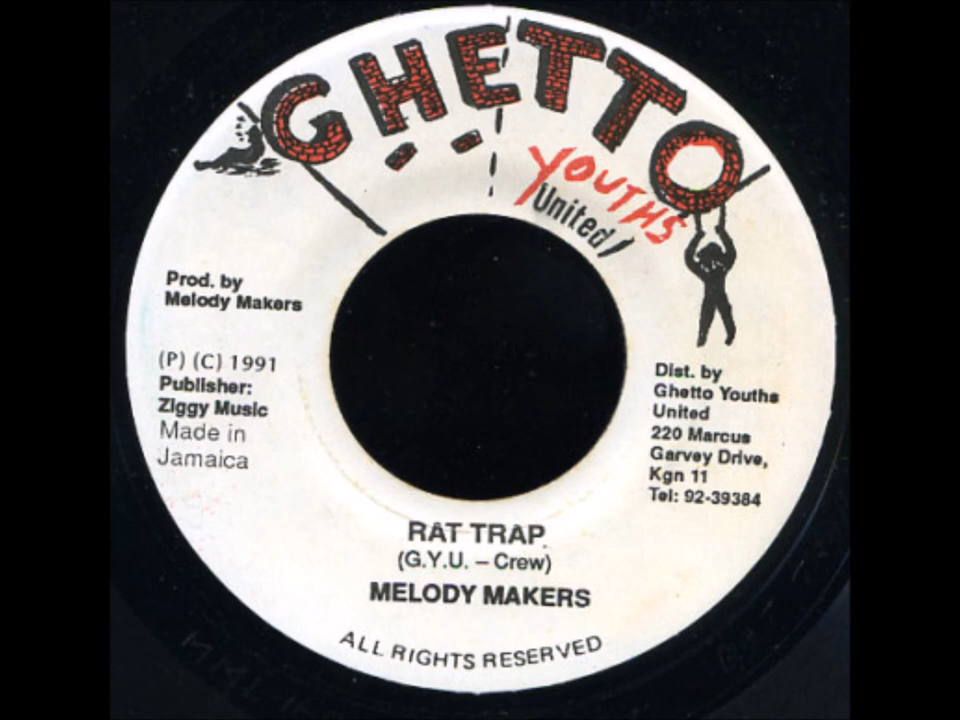 GHETTO
YOUTHS
United
Prod. by
Melody Makers
(P) (C) 1991
Publisher:
Ziggy Music
Made in
Jamaica
Dist. by
Ghetto Youths
United
220 Marcus
Garvey Drive,
Kgn 11
Tel: 92-39384
RAT TRAP
(G.Y.U. – Crew)
MELODY MAKERS
ALL RIGHTS RESERVED